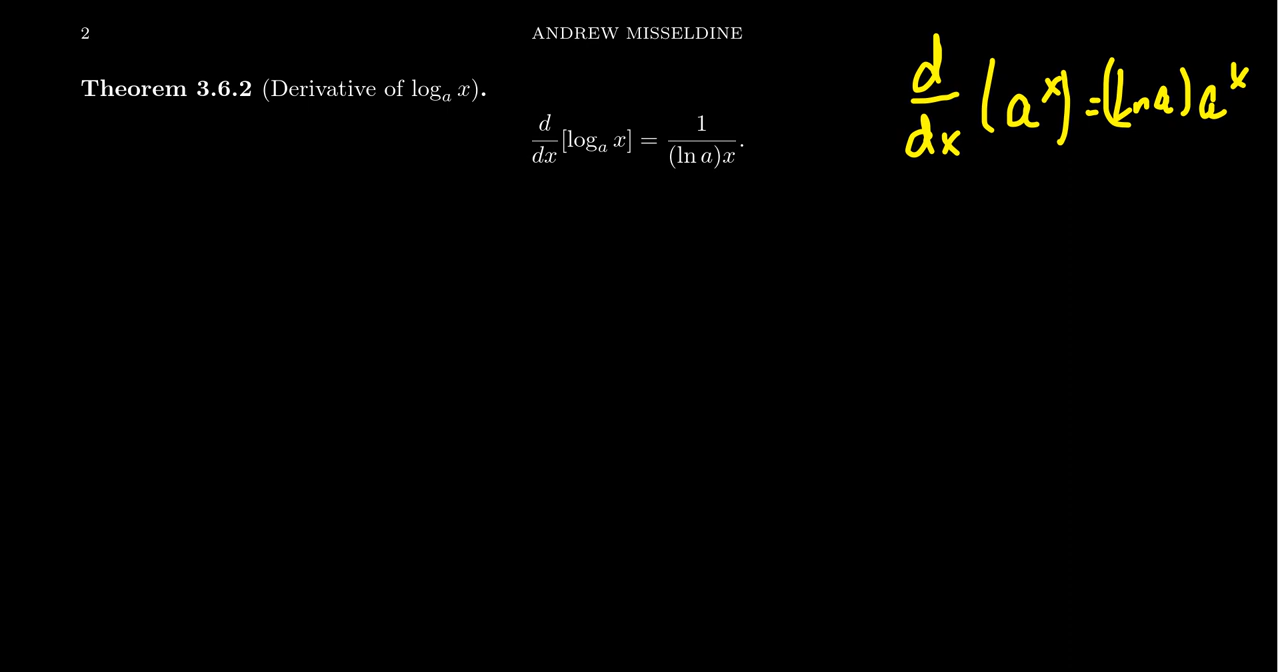 2 ANDREW MISSELDINE
Theorem 3.6.2 (Derivative of logₐ x).
d/dx [logₐ x] = 1/((ln a)x).
d/dx (aˣ) = (ln a) aˣ